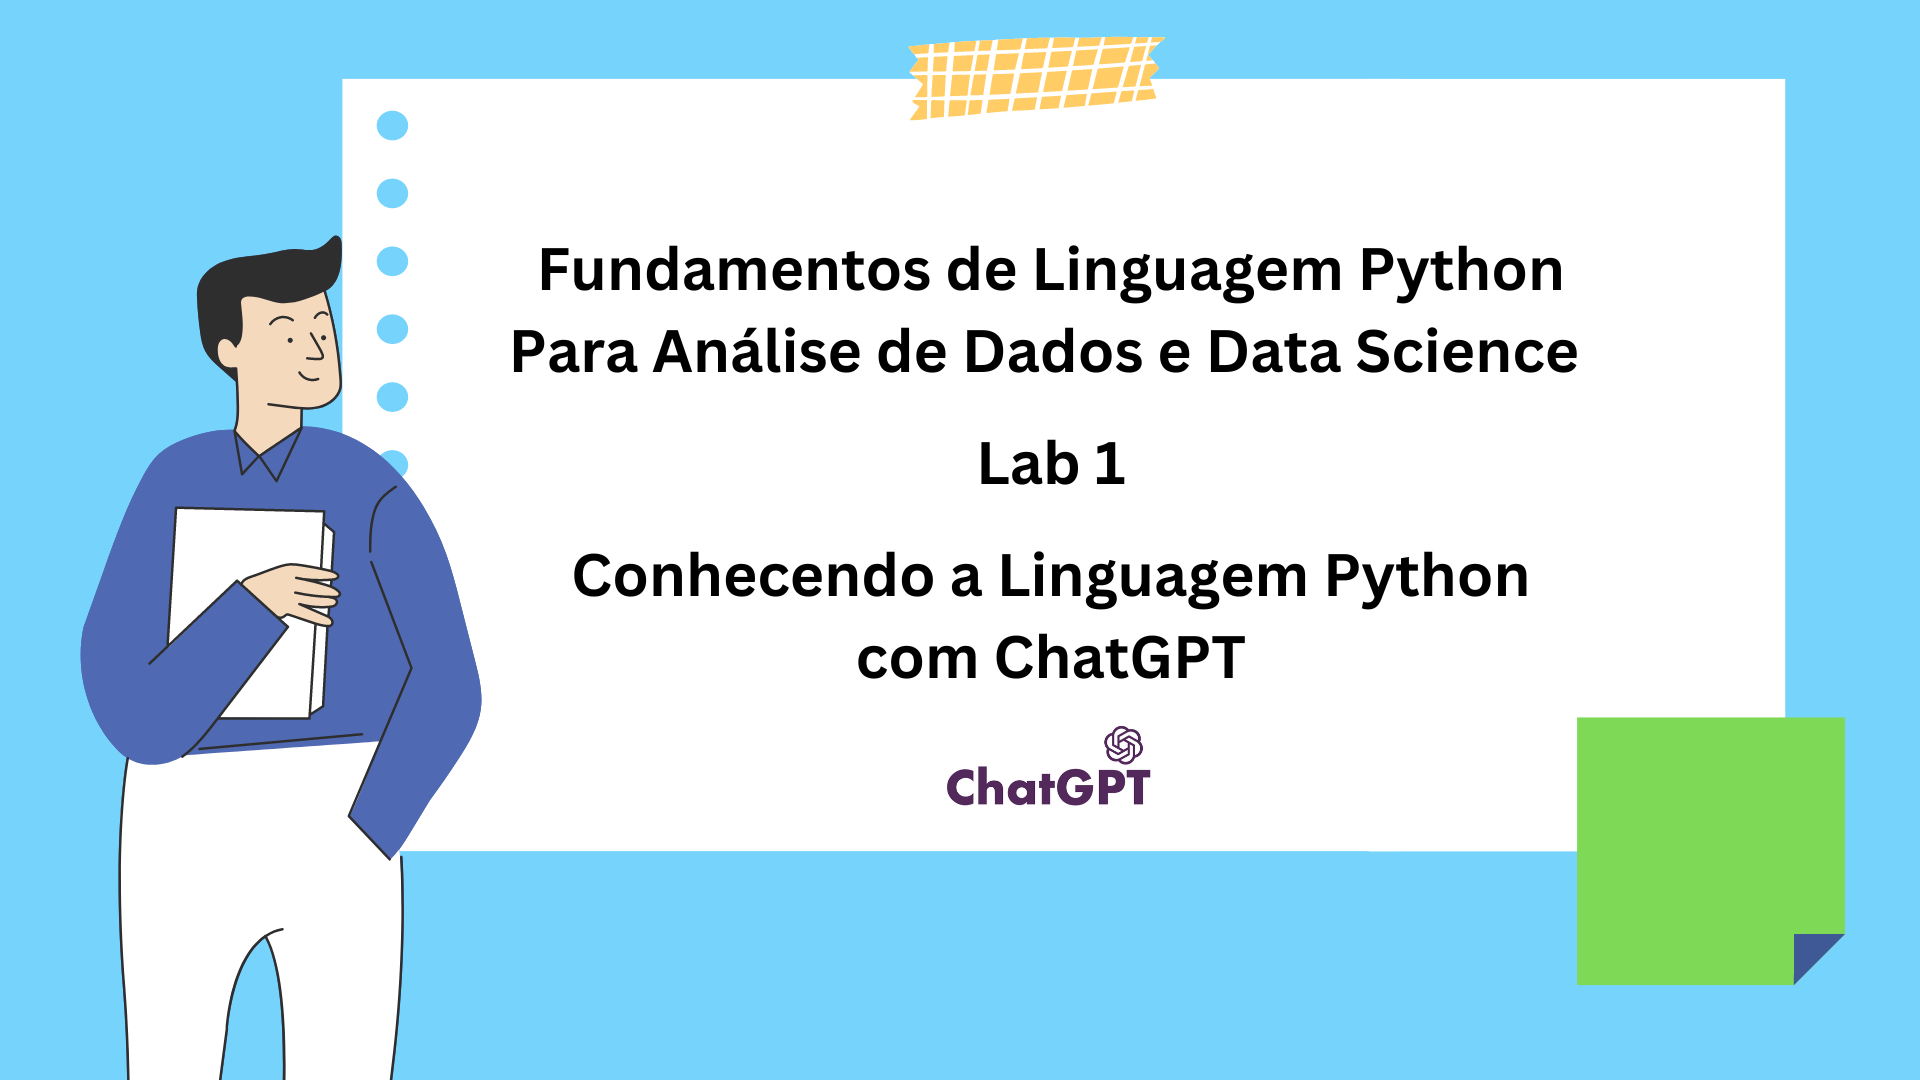 Fundamentos de Linguagem Python
Para Análise de Dados e Data Science
Lab 1
Conhecendo a Linguagem Python
com ChatGPT
ChatGPT